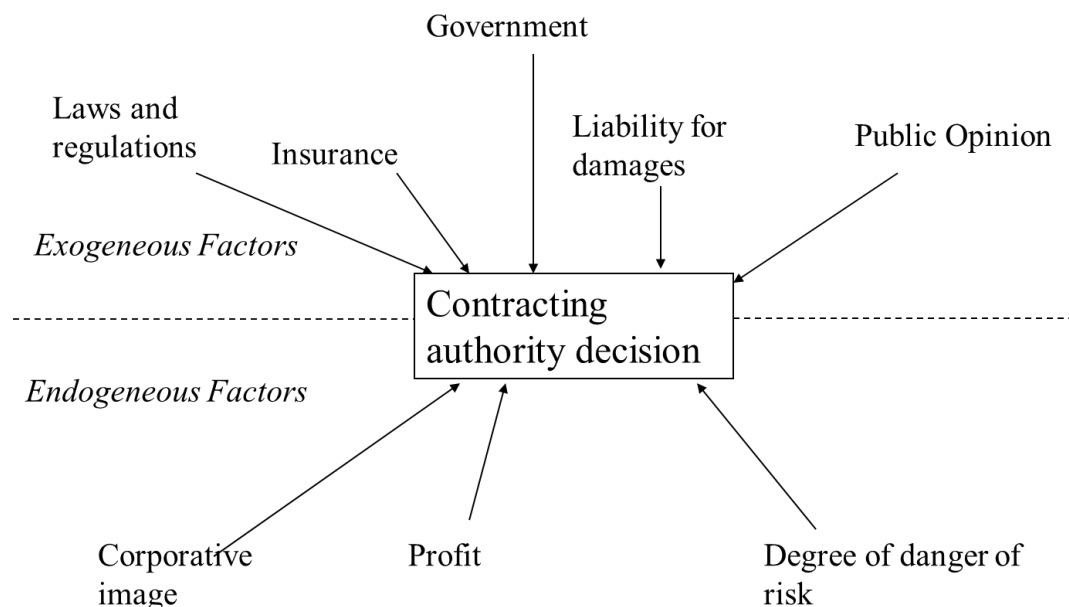 Government
Laws and
regulations
Insurance
Liability for
damages
Public Opinion
Exogeneous Factors
Contracting
authority decision
Endogeneous Factors
Corporative
image
Profit
Degree of danger of
risk